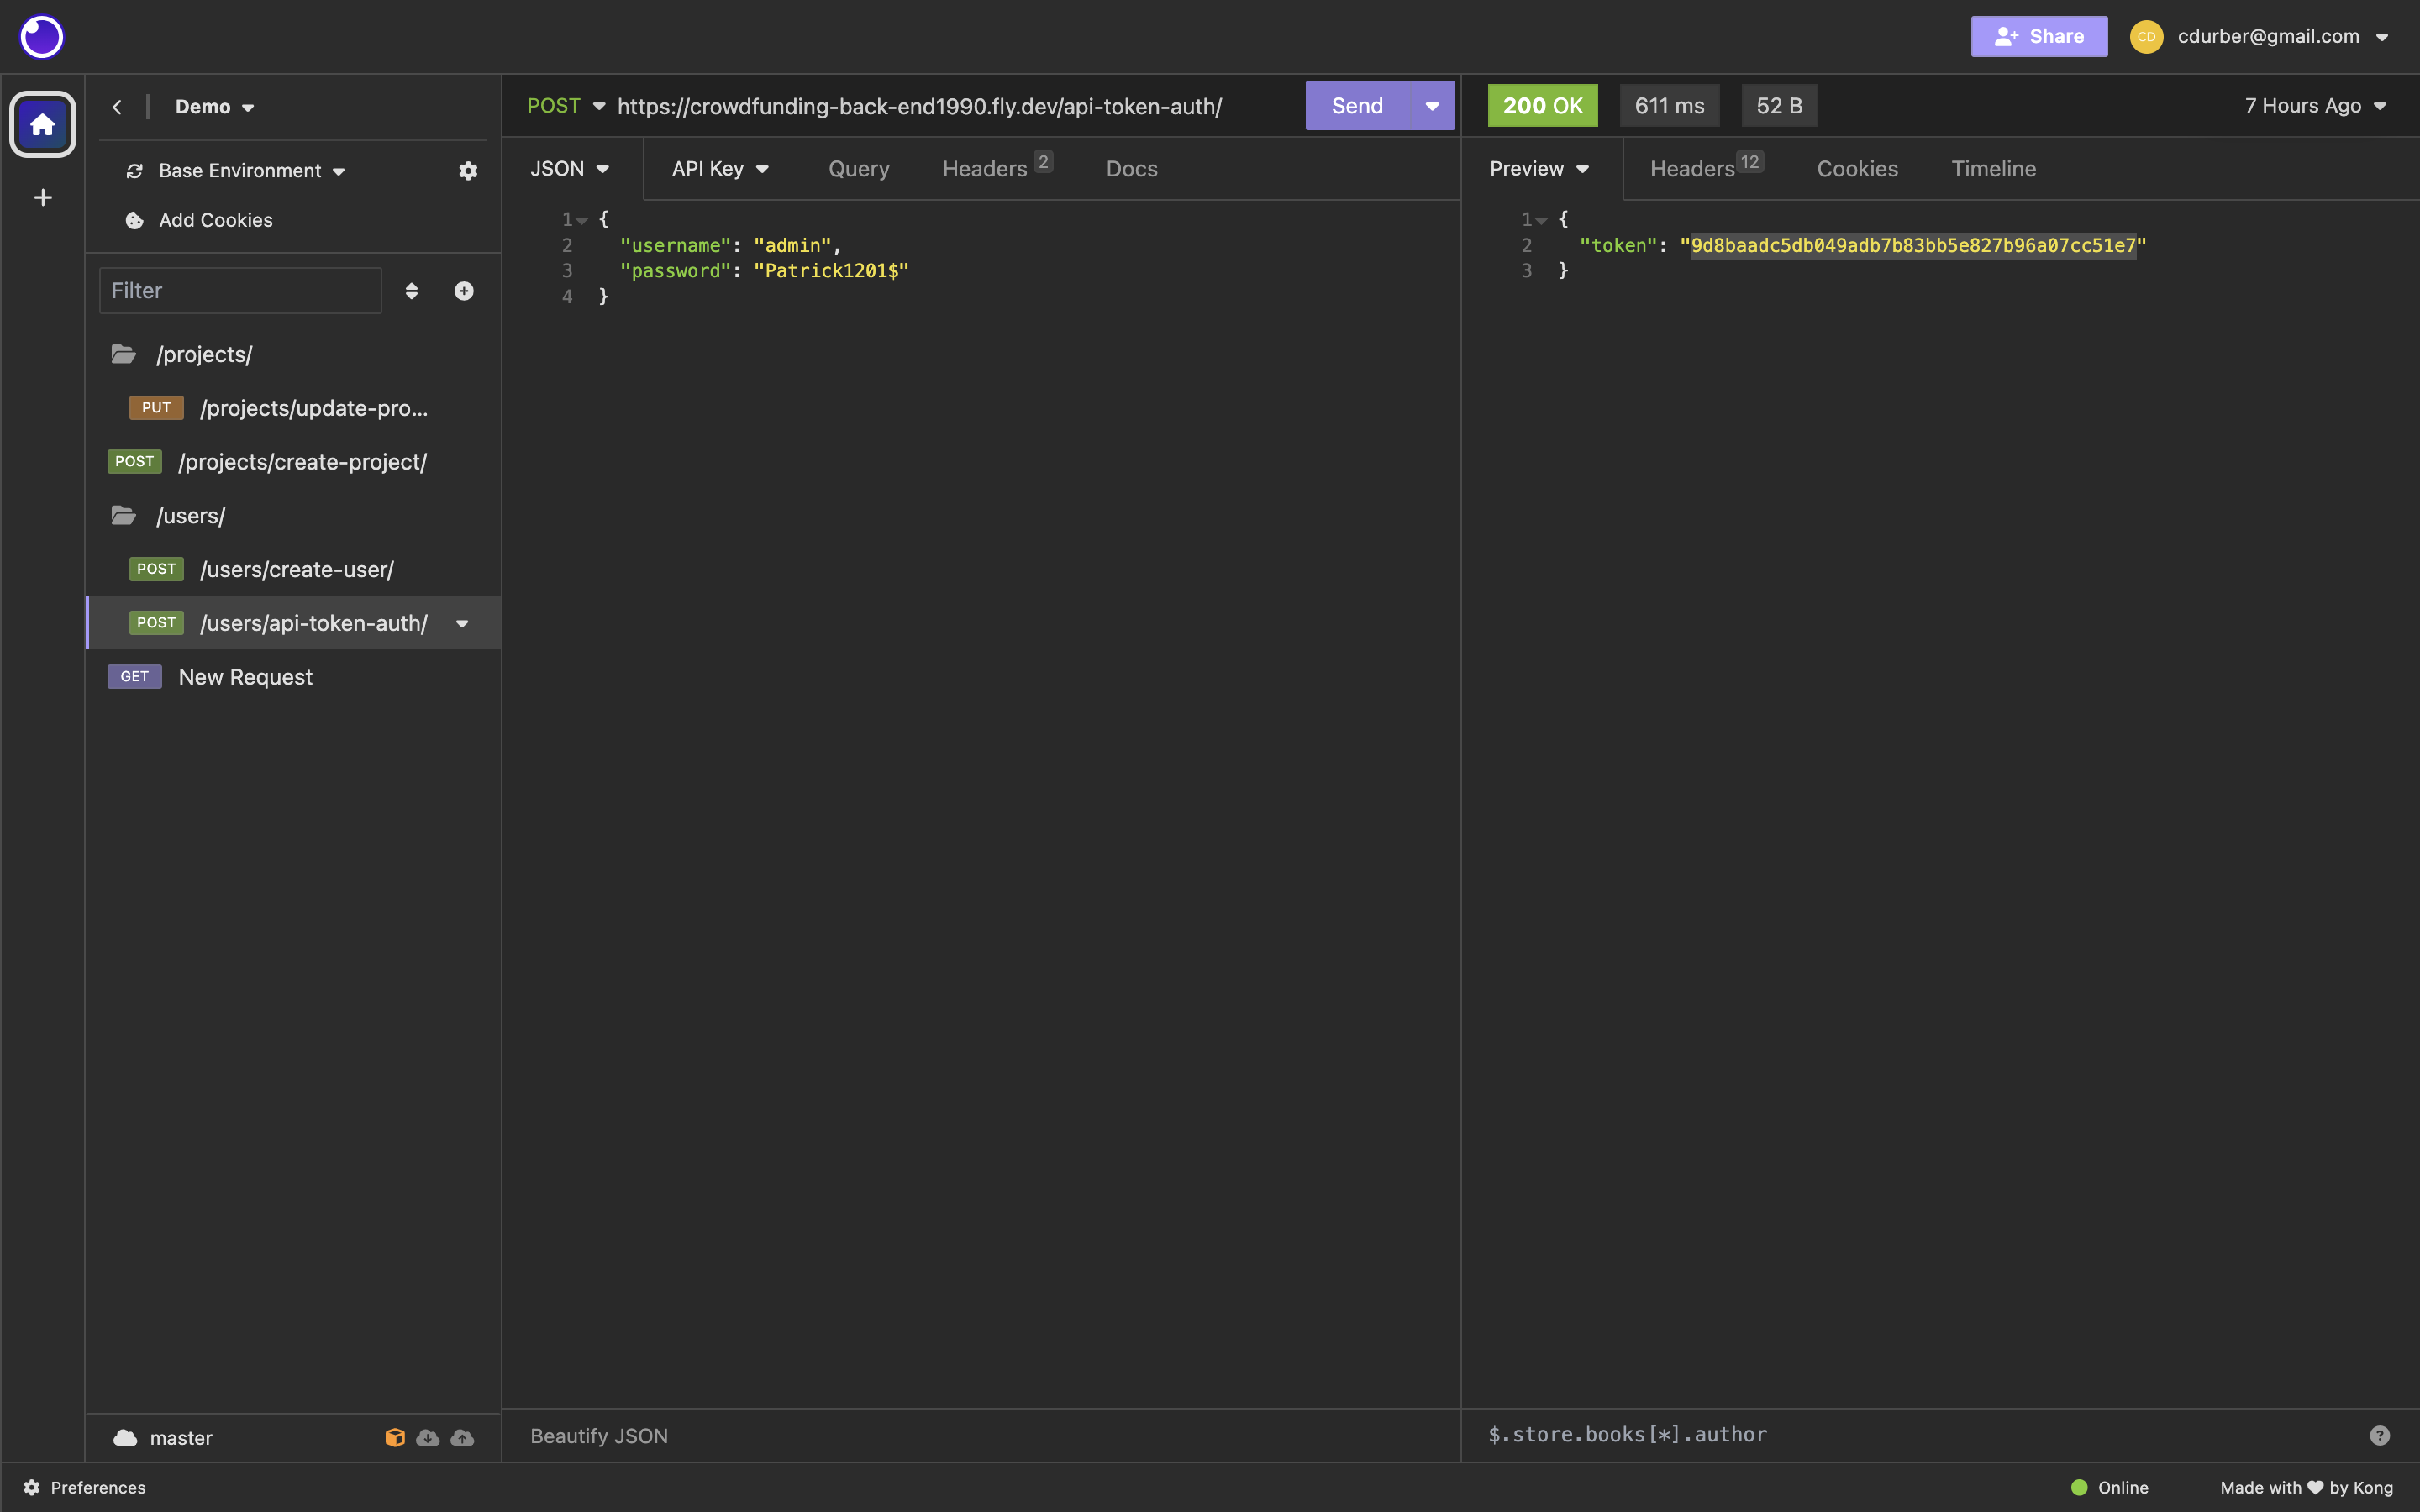 Share
CD
cdurber@gmail.com
Demo
Base Environment
Add Cookies
Filter
/projects/
PUT /projects/update-pro...
POST /projects/create-project/
/users/
POST /users/create-user/
POST /users/api-token-auth/
GET New Request
master
POST https://crowdfunding-back-end1990.fly.dev/api-token-auth/
Send
JSON API Key Query Headers 2 Docs
1 {
2 "username": "admin",
3 "password": "Patrick1201$"
4 }
Beautify JSON
200 OK 611 ms 52 B 7 Hours Ago
Preview Headers 12 Cookies Timeline
1 {
2 "token": "9d8baadc5db049adb7b83bb5e827b96a07cc51e7"
3 }
$.store.books[*].author
?
Preferences
Online
Made with ♥ by Kong